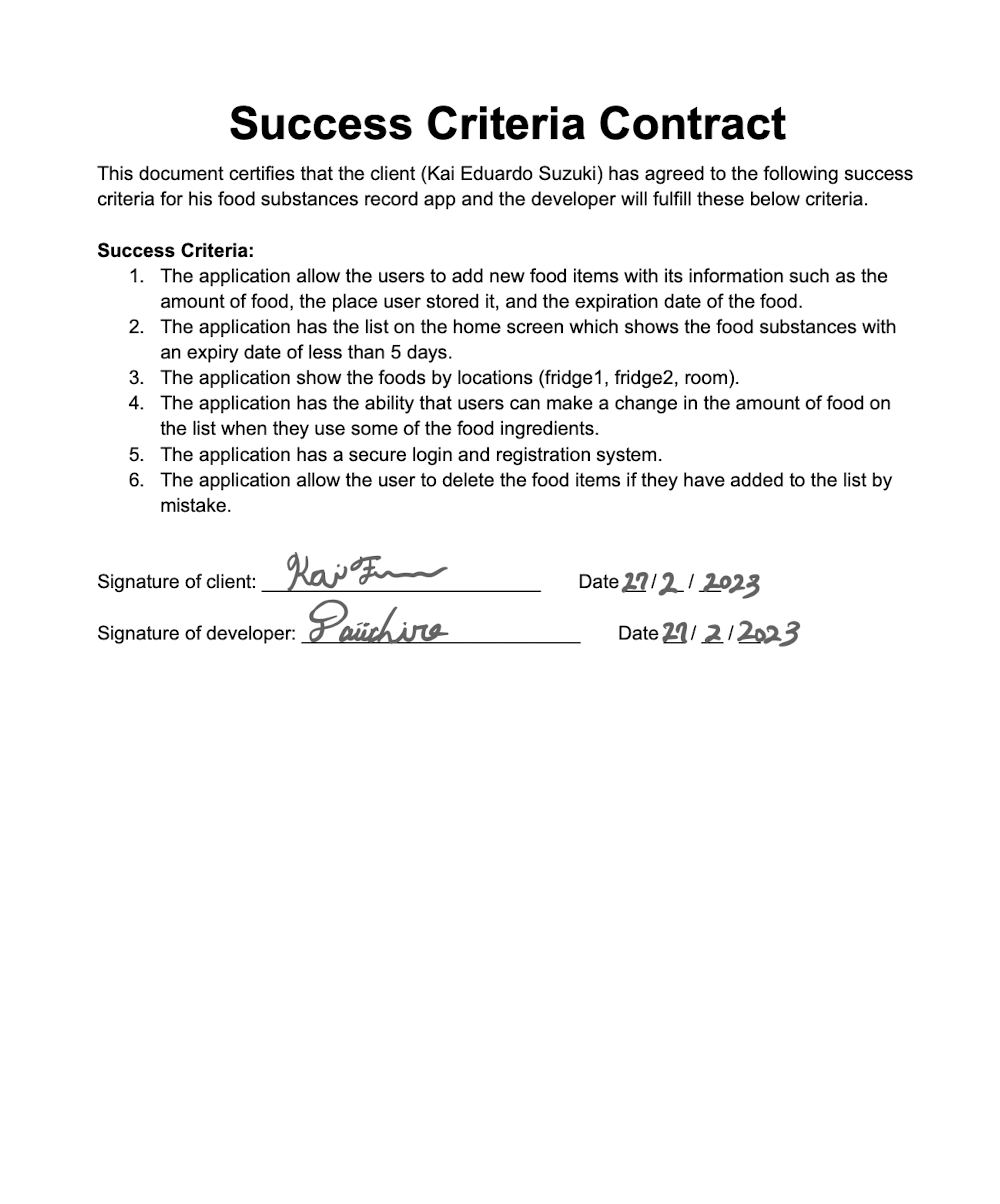 Success Criteria Contract
This document certifies that the client (Kai Eduardo Suzuki) has agreed to the following success
criteria for his food substances record app and the developer will fulfill these below criteria.
Success Criteria:
1. The application allow the users to add new food items with its information such as the
amount of food, the place user stored it, and the expiration date of the food.
2. The application has the list on the home screen which shows the food substances with
an expiry date of less than 5 days.
3. The application show the foods by locations (fridge1, fridge2, room).
4. The application has the ability that users can make a change in the amount of food on
the list when they use some of the food ingredients.
5. The application has a secure login and registration system.
6. The application allow the user to delete the food items if they have added to the list by
mistake.
Signature of client: Kai Date 27/2/2023
Signature of developer: Date 27/2/2023